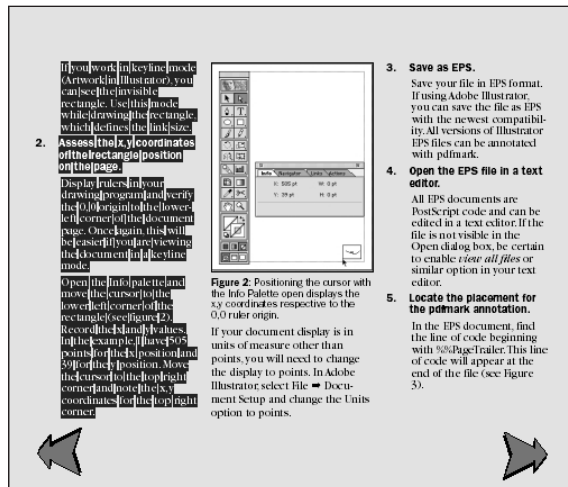 If you work in keyline mode
(Artwork in Illustrator), you
can see the invisible
rectangle. Use this mode
while drawing the rectangle,
which defines the link size.
2. Assess the x,y coordinates
of the rectangle position
on the page.
Display rulers in your
drawing program and verify
the 0,0 origin to the lower-
left corner of the document
page. Once again, this will
be easier if you are viewing
the document in a keyline
mode.
Open the Info palette and
move the cursor to the
lower left corner of the
rectangle (see figure 2).
Record the x and y values.
In the example, I have 505
points for the x position and
39 for the y position. Move
the cursor to the top right
corner and note the x,y
coordinates for the top right
corner.
Info Navigator Links Actions
X: 505 pt W: 0 pt
Y: 39 pt H: 0 pt
Figure 2: Positioning the cursor with
the Info Palette open displays the
x,y coordinates respective to the
0,0 ruler origin.
If your document display is in
units of measure other than
points, you will need to change
the display to points. In Adobe
Illustrator, select File ➡ Docu-
ment Setup and change the Units
option to points.
3. Save as EPS.
Save your file in EPS format.
If using Adobe Illustrator,
you can save the file as EPS
with the newest compatibil-
ity. All versions of Illustrator
EPS files can be annotated
with pdfmark.
4. Open the EPS file in a text
editor.
All EPS documents are
PostScript code and can be
edited in a text editor. If the
file is not visible in the
Open dialog box, be certain
to enable view all files or
similar option in your text
editor.
5. Locate the placement for
the pdfmark annotation.
In the EPS document, find
the line of code beginning
with %%PageTrailer. This line
of code will appear at the
end of the file (see Figure
3).